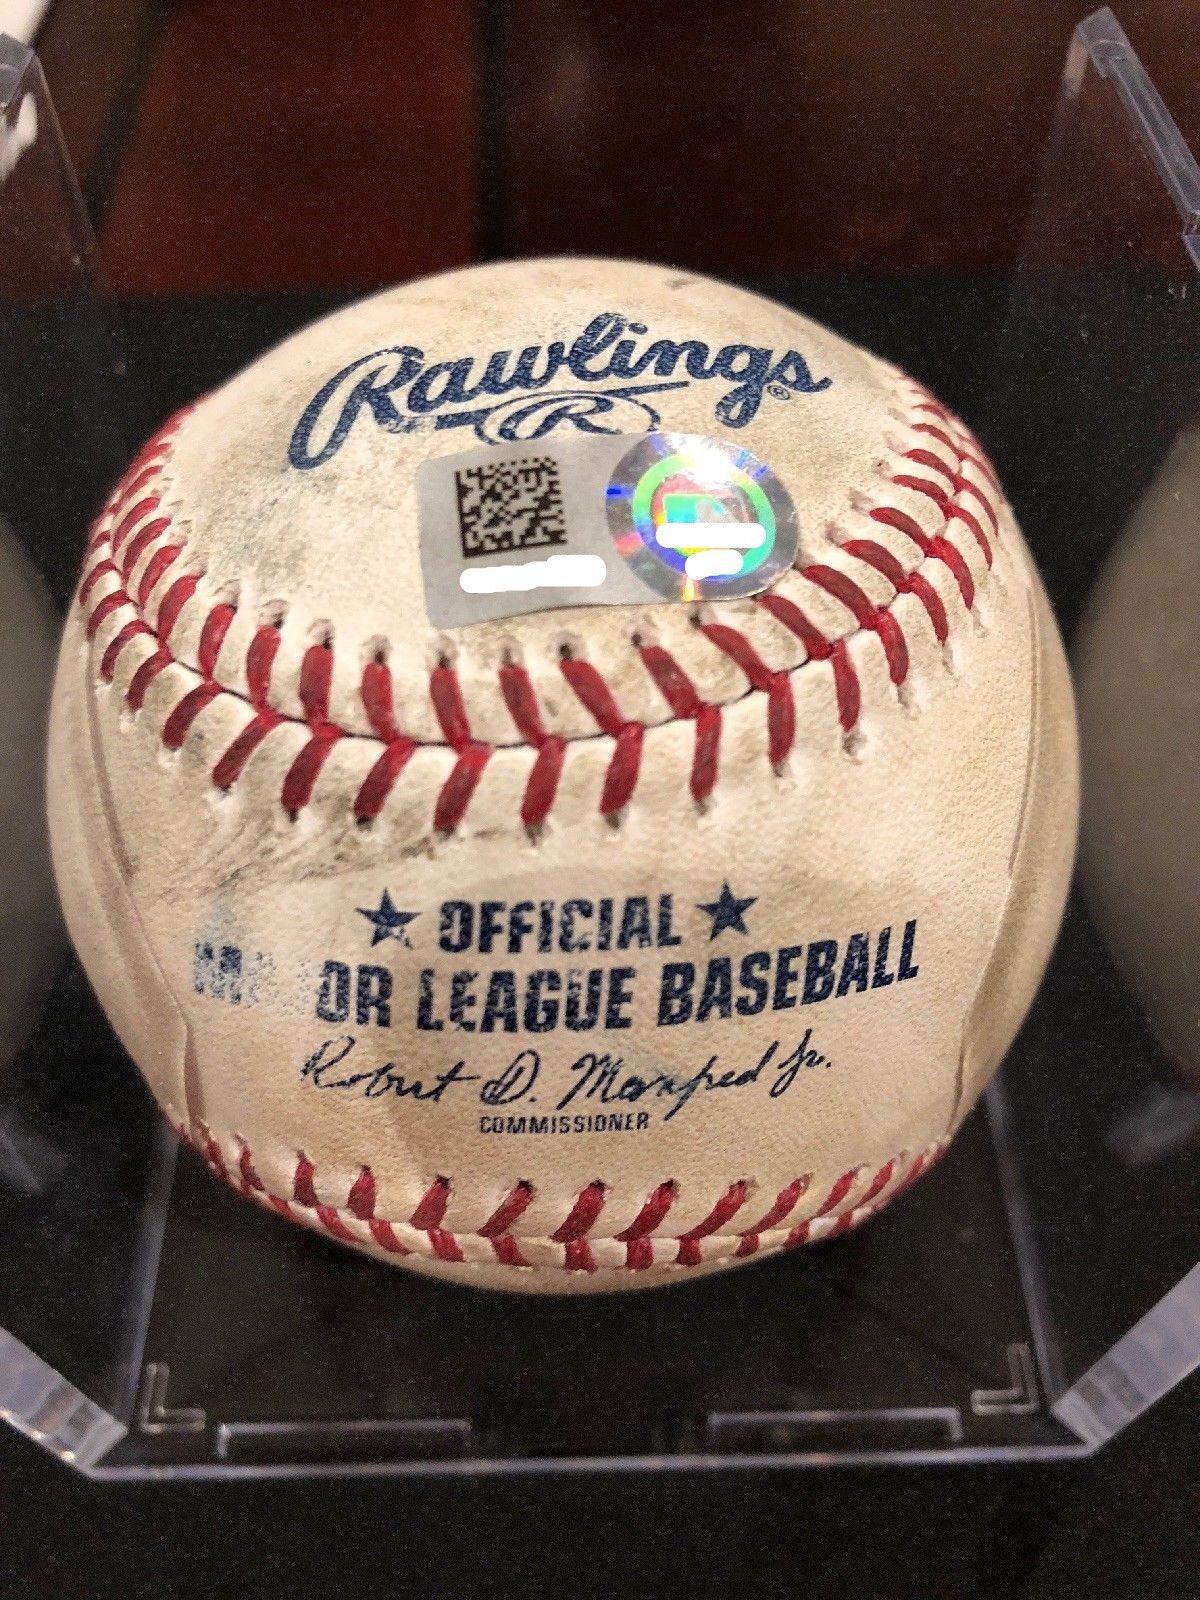 Rawlings®
R
★ OFFICIAL ★
OR LEAGUE BASEBALL
Robert D. Manfred Jr.
COMMISSIONER